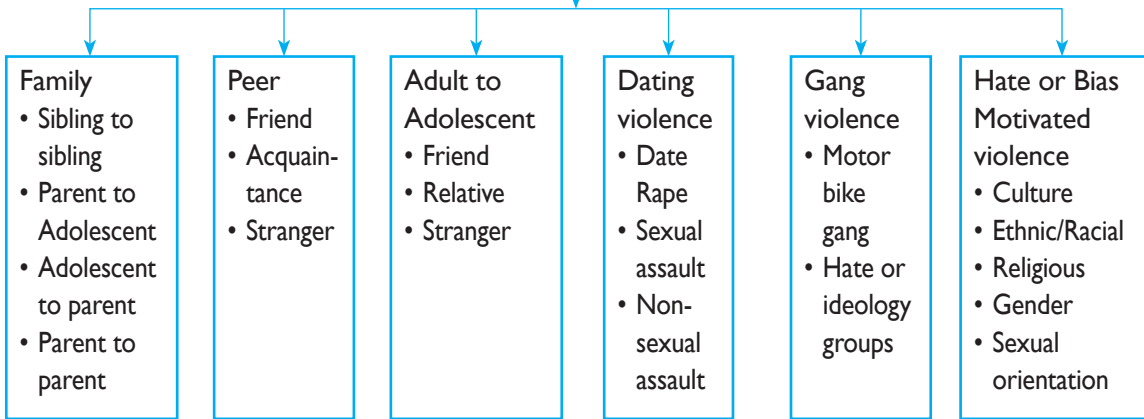 Family
• Sibling to
sibling
• Parent to
Adolescent
• Adolescent
to parent
• Parent to
parent
Peer
• Friend
• Acquain-
tance
• Stranger
Adult to
Adolescent
• Friend
• Relative
• Stranger
Dating
violence
• Date
Rape
• Sexual
assault
• Non-
sexual
assault
Gang
violence
• Motor
bike
gang
• Hate or
ideology
groups
Hate or Bias
Motivated
violence
• Culture
• Ethnic/Racial
• Religious
• Gender
• Sexual
orientation